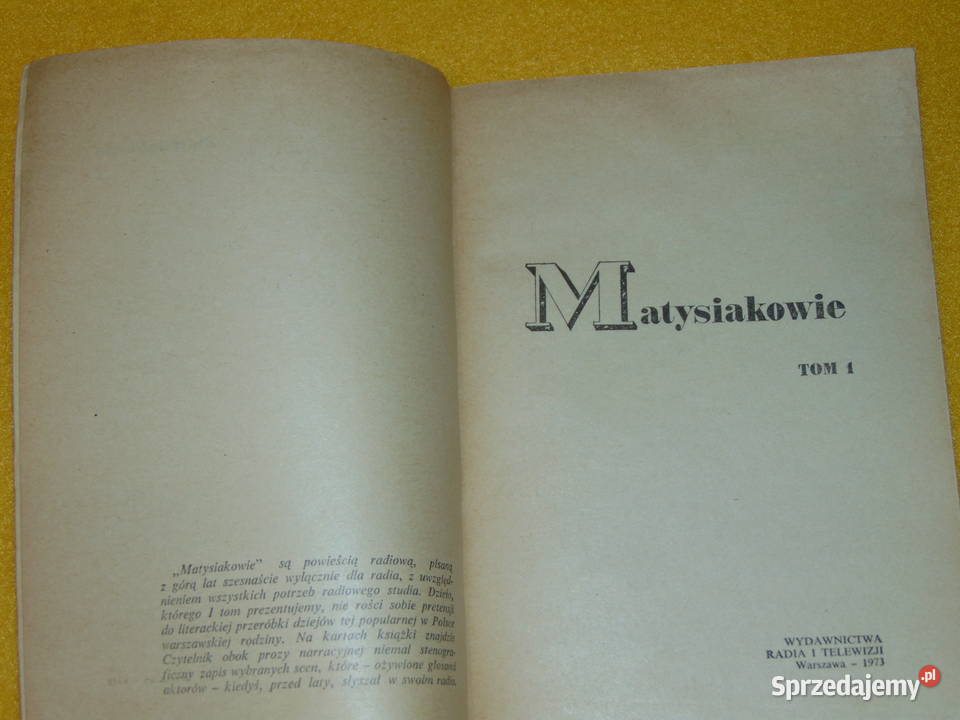 „Matysiakowie" są powieścią radiową, pisaną
z górą lat szesnaście wyłącznie dla radia, z uwzględ-
nieniem wszystkich potrzeb radiowego studia. Dzieło,
którego I tom prezentujemy, nie rości sobie pretensji
do literackiej przeróbki dziejów tej popularnej w Polsce
warszawskiej rodziny. Na kartach książki znajdzie
Czytelnik obok prozy narracyjnej niemal stenogra-
ficzny zapis wybranych scen, które – ożywione głosami
aktorów – kiedyś, przed laty, słyszał w swoim radio.
Matysiakowie
TOM 1
WYDAWNICTWA
RADIA I TELEWIZJI
Warszawa – 1973
Sprzedajemy.pl